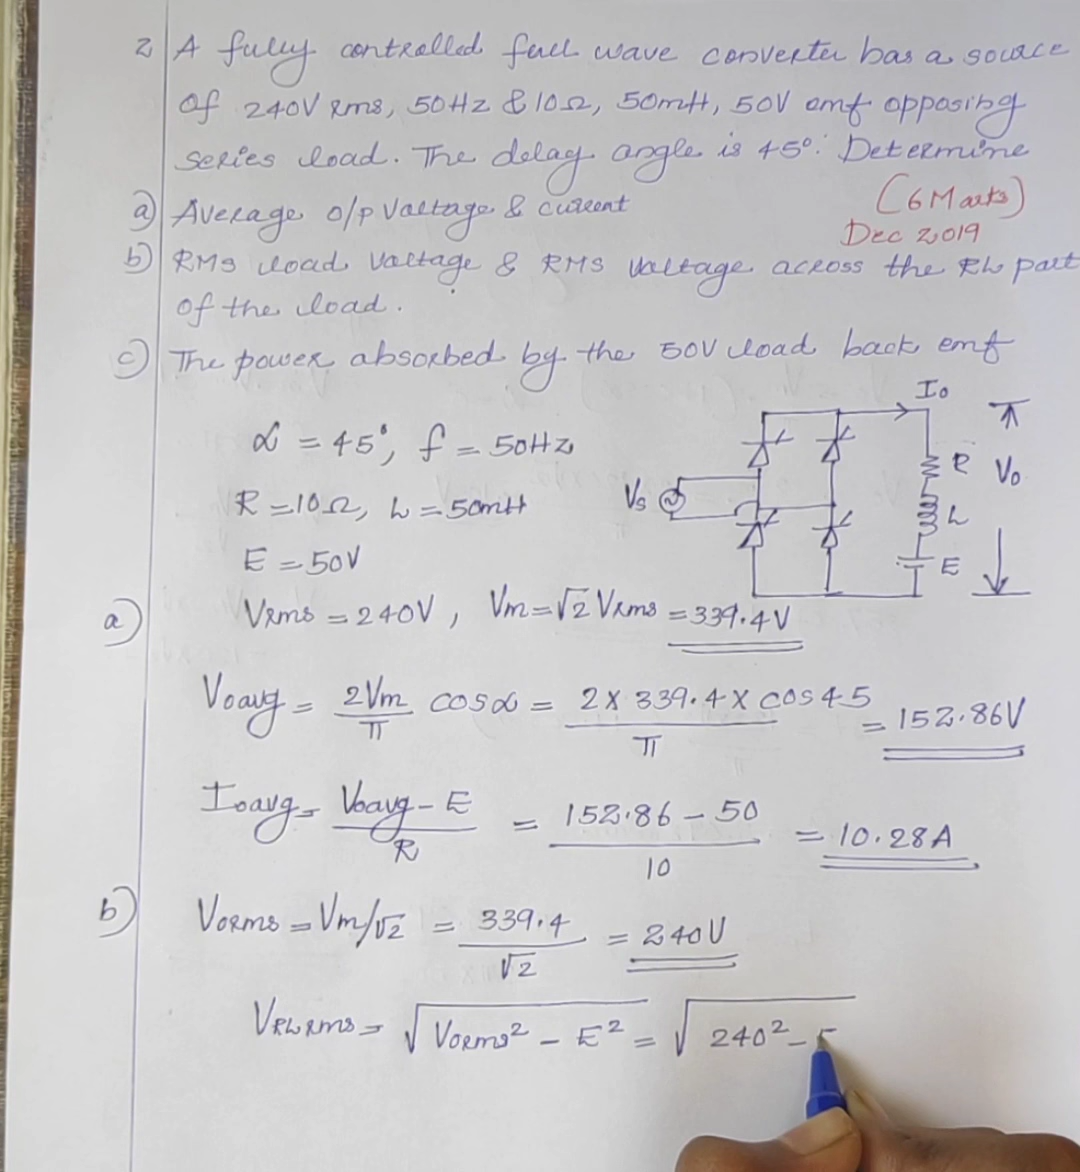 2 A fully controlled full wave converter has a source
of 240V rms, 50Hz & 10Ω, 50mH, 50V emf opposing
series load. The delay angle is 45°. Determine
(6 Marks)
a) Average o/p Voltage & current
Dec 2019
b) RMS load Voltage & RMS Voltage across the RL part
of the load.
c) The power absorbed by the 50V load back emf
Io
α = 45°, f = 50Hz
R Vo
R = 10Ω, L = 50mH
Vs
L
E = 50V
E
a) Vrms = 240V, Vm = √2 Vrms = 339.4V
Voavg = 2Vm/π cosα = 2 x 339.4 x cos45/π = 152.86V
Ioavg = Voavg - E/R = 152.86 - 50/10 = 10.28A
b) Vorms = Vm/√2 = 339.4/√2 = 240V
VRLrms = √Vorms² - E² = √240² -